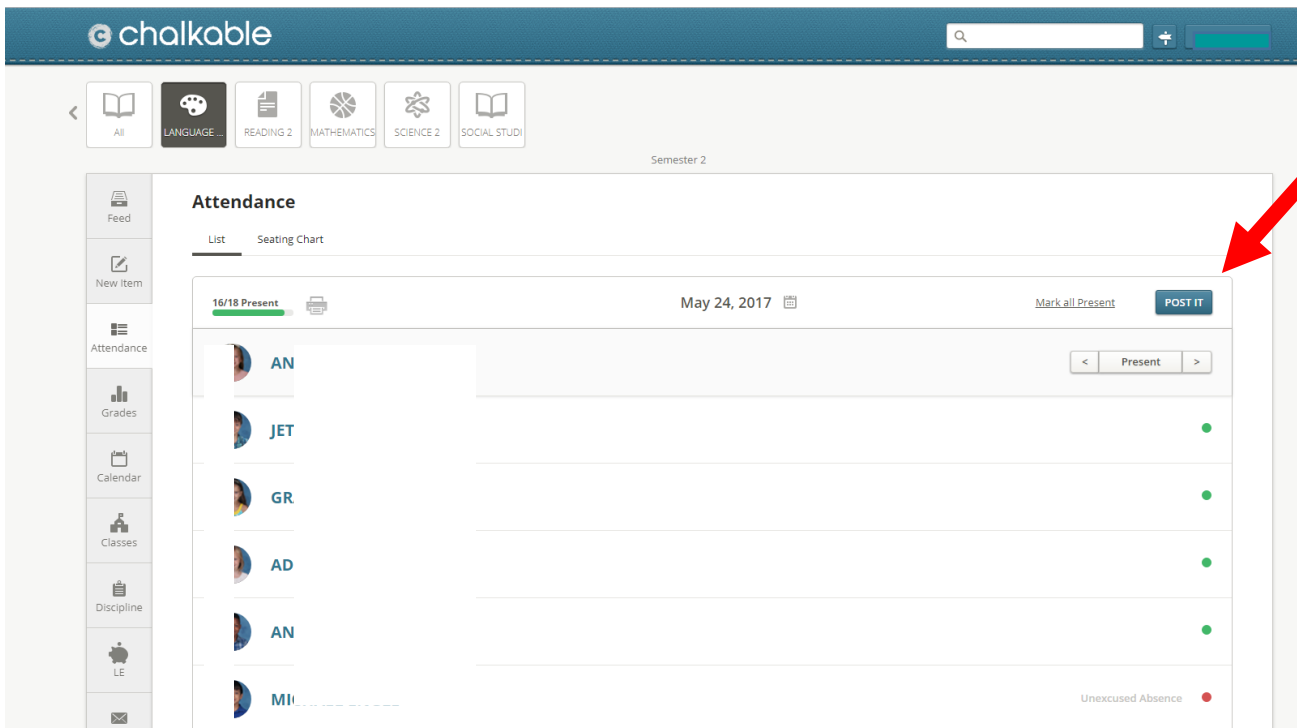 chalkable
All
LANGUAGE ...
READING 2
MATHEMATICS
SCIENCE 2
SOCIAL STUDI
Semester 2
Feed
New Item
Attendance
Grades
Calendar
Classes
Discipline
LE
Attendance
List Seating Chart
16/18 Present
May 24, 2017
Mark all Present
POST IT
AN
< Present >
JET
GR
AD
AN
MI
Unexcused Absence